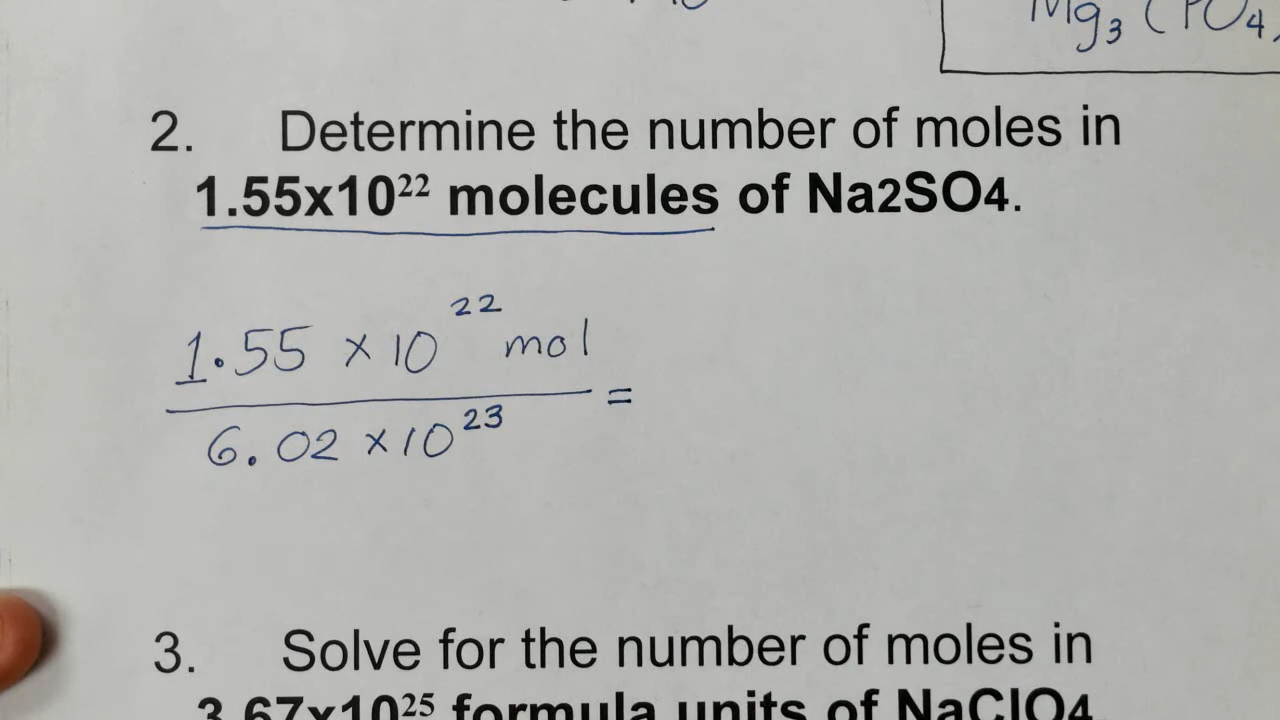 Mg₃(PO₄)
2. Determine the number of moles in
1.55x10²² molecules of Na2SO4.
1.55 × 10²² mol
6.02 × 10²³
=
3. Solve for the number of moles in
3.67x10²⁵ formula units of NaClO4